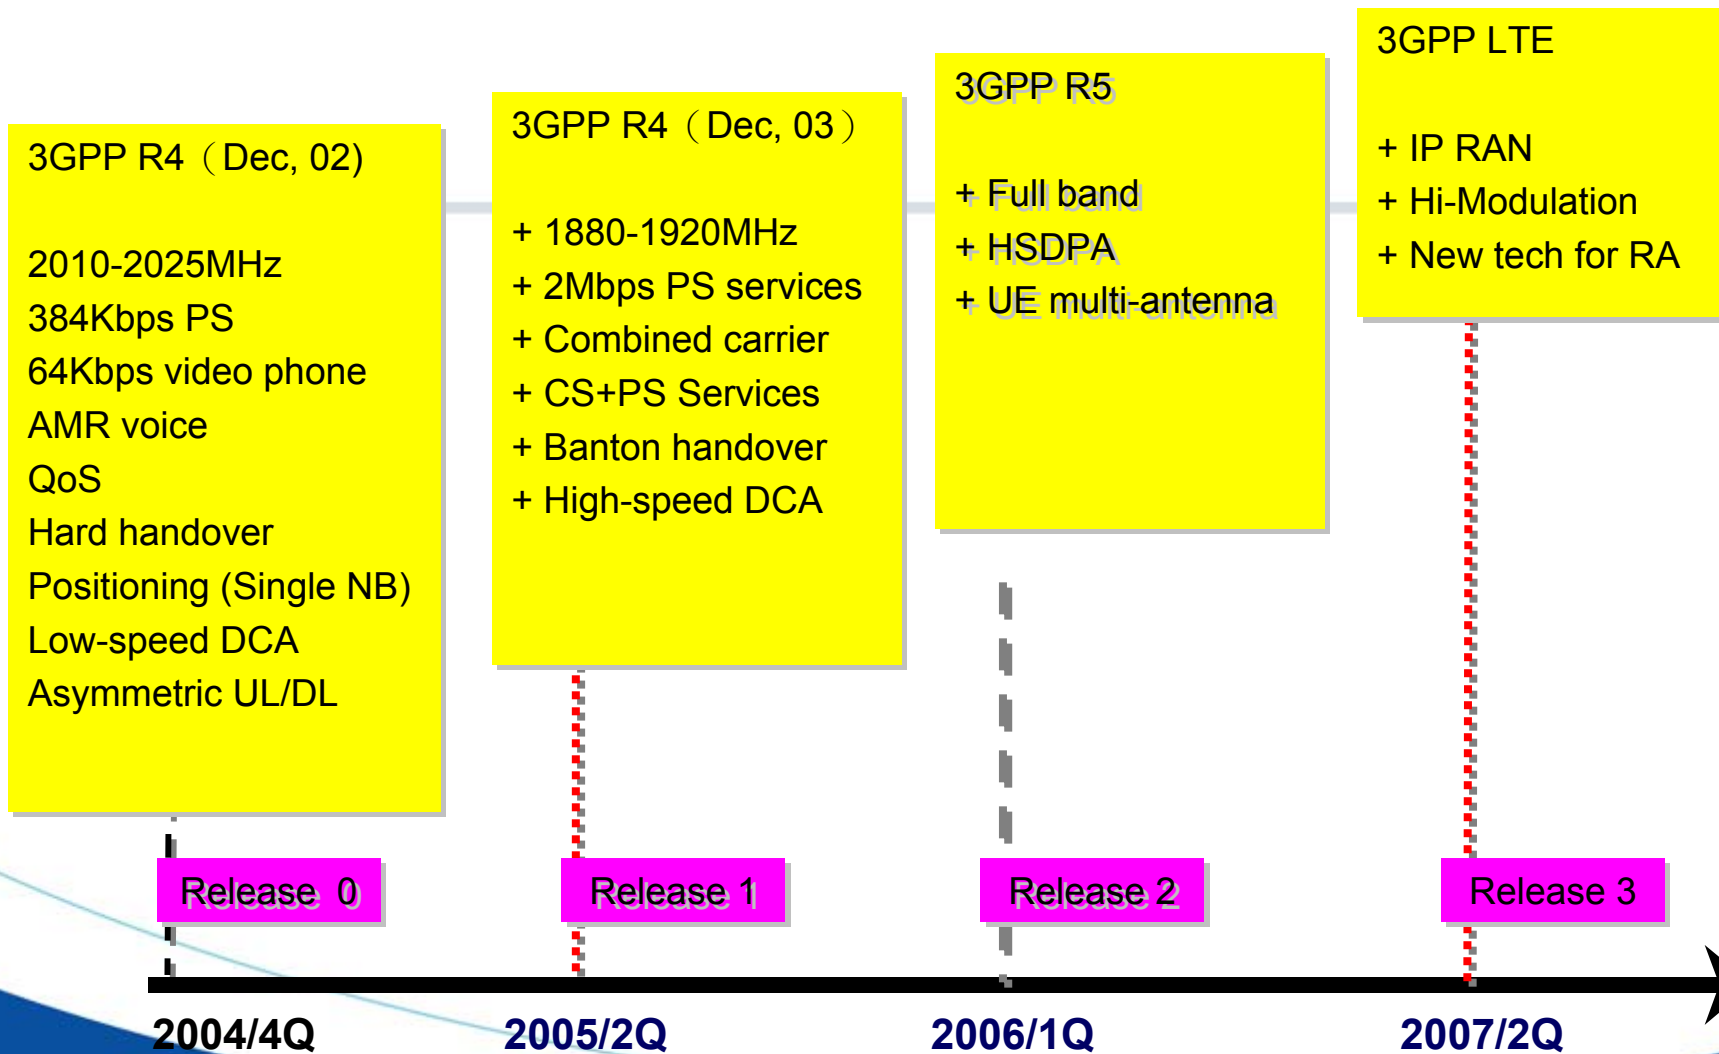 3GPP R4（Dec, 02)
2010-2025MHz
384Kbps PS
64Kbps video phone
AMR voice
QoS
Hard handover
Positioning (Single NB)
Low-speed DCA
Asymmetric UL/DL
3GPP R4（Dec, 03）
+ 1880-1920MHz
+ 2Mbps PS services
+ Combined carrier
+ CS+PS Services
+ Banton handover
+ High-speed DCA
3GPP R5
+ Full band
+ HSDPA
+ UE multi-antenna
3GPP LTE
+ IP RAN
+ Hi-Modulation
+ New tech for RA
Release 0
Release 1
Release 2
Release 3
2004/4Q
2005/2Q
2006/1Q
2007/2Q